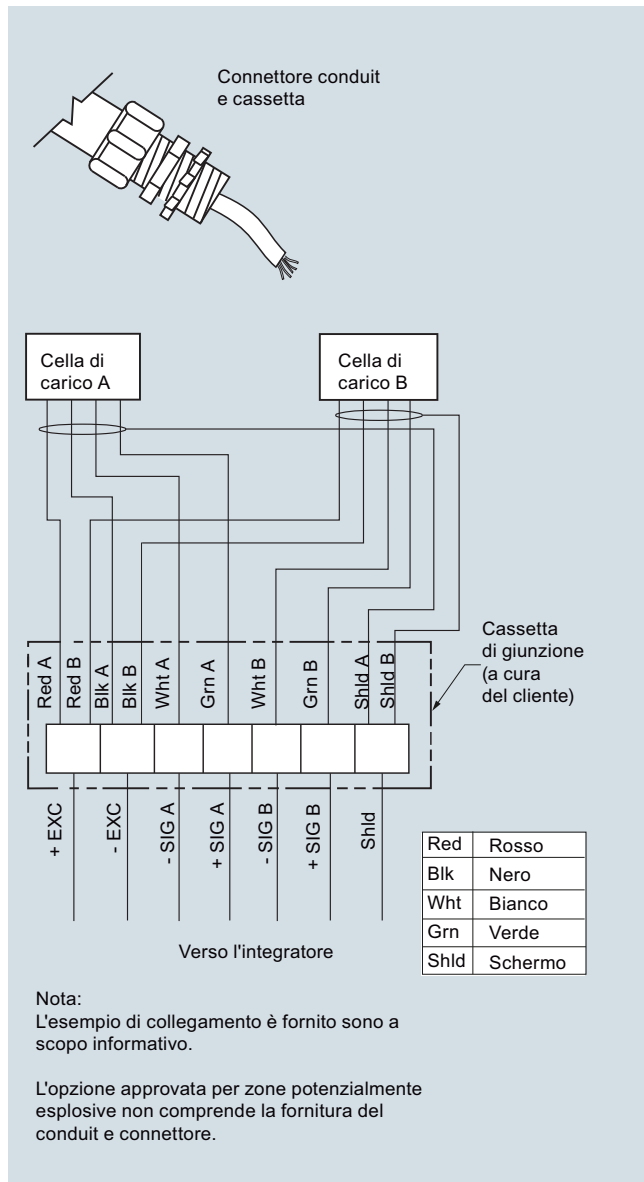 Connettore conduit
e cassetta
Cella di
carico A
Cella di
carico B
Red A
Red B
Blk A
Blk B
Wht A
Grn A
Wht B
Grn B
Shld A
Shld B
Cassetta
di giunzione
(a cura
del cliente)
+ EXC
- EXC
- SIG A
+ SIG A
- SIG B
+ SIG B
Shld
Red Rosso
Blk Nero
Wht Bianco
Grn Verde
Shld Schermo
Verso l'integratore
Nota:
L'esempio di collegamento è fornito sono a
scopo informativo.
L'opzione approvata per zone potenzialmente
esplosive non comprende la fornitura del
conduit e connettore.